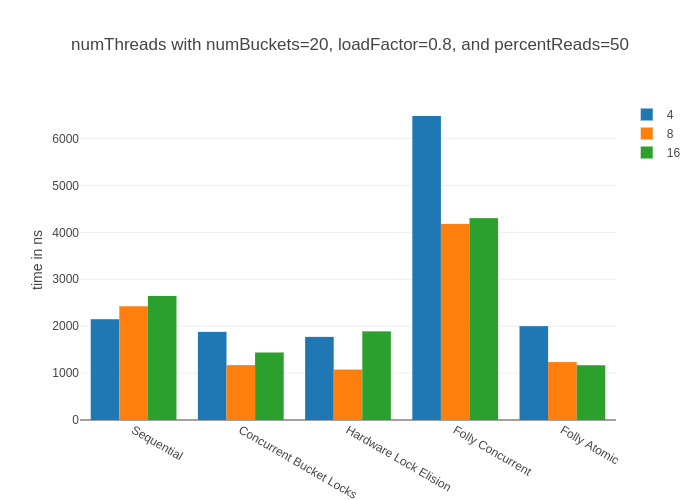 numThreads with numBuckets=20, loadFactor=0.8, and percentReads=50
4
8
16
time in ns
6000
5000
4000
3000
2000
1000
0
Sequential
Concurrent Bucket Locks
Hardware Lock Elision
Folly Concurrent
Folly Atomic